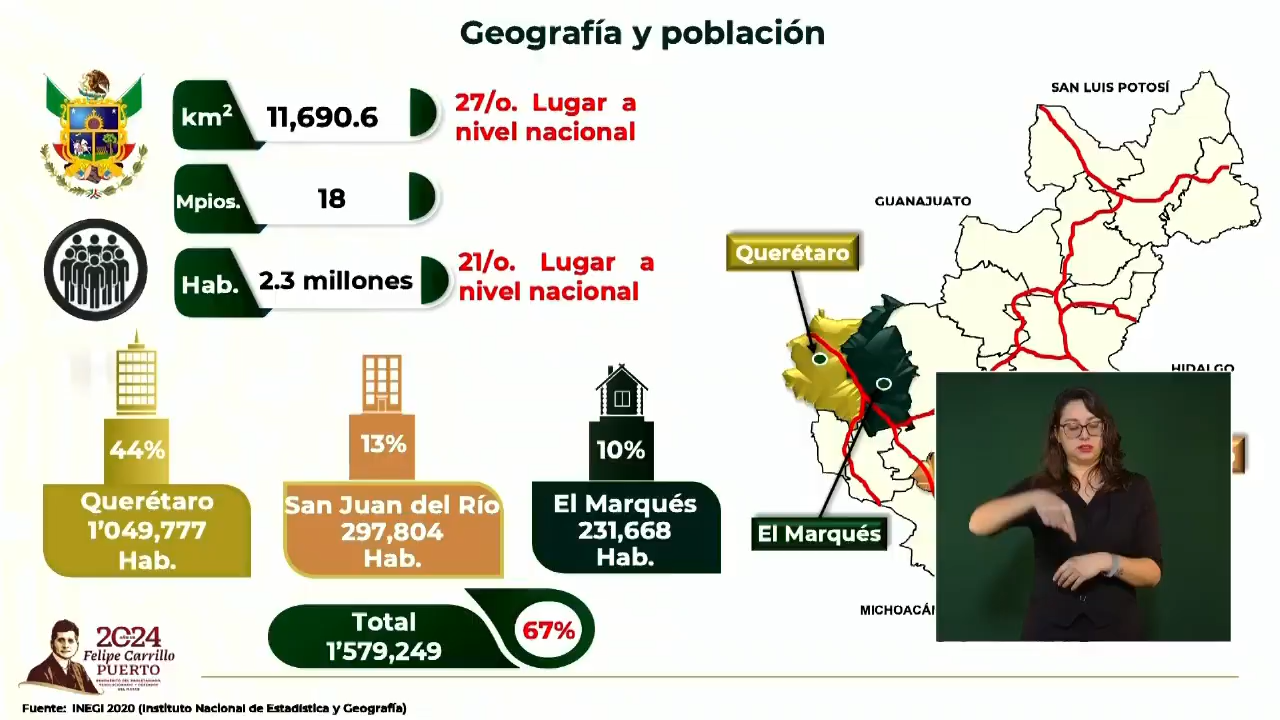 Geografía y población
km²
11,690.6
27/o. Lugar a
nivel nacional
Mpios.
18
Hab.
2.3 millones
21/o. Lugar a
nivel nacional
44%
Querétaro
1’049,777
Hab.
13%
San Juan del Río
297,804
Hab.
10%
El Marqués
231,668
Hab.
Total
1’579,249
67%
SAN LUIS POTOSÍ
GUANAJUATO
Querétaro
HIDALGO
El Marqués
MICHOACÁN
2024
Felipe Carrillo
PUERTO
Fuente: INEGI 2020 (Instituto Nacional de Estadística y Geografía)